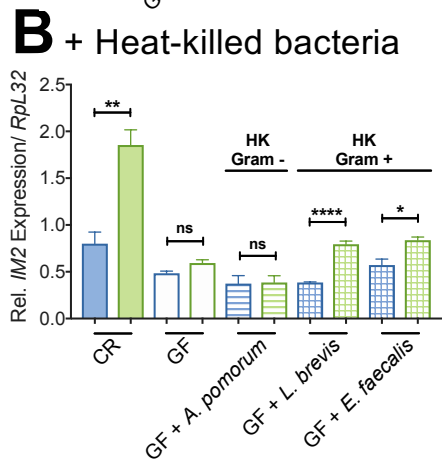 B + Heat-killed bacteria
Rel. IM2 Expression/ RpL32
2.5
2.0
1.5
1.0
0.5
0.0
**
ns
ns
****
*
HK
Gram -
HK
Gram +
CR
GF
GF + A. pomorum
GF + L. brevis
GF + E. faecalis